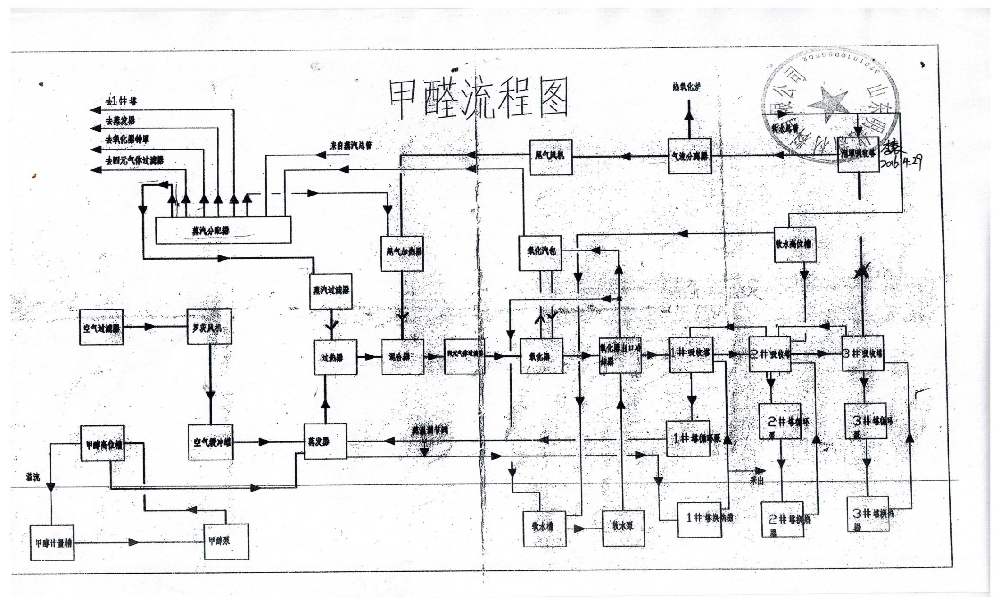 甲醛流程图
热氧化炉
3701810065902
山东
公司
去1#塔
去蒸发器
去氧化器钟罩
去四元气体过滤器
来自蒸汽总管
尾气风机
气液分离器
软水总管
泡罩吸收塔
2016.4.29
蒸汽分配器
尾气加热器
氧化汽包
软水高位槽
蒸汽过滤器
空气过滤器
罗茨风机
过热器
混合器
四元气体过滤器
氧化器
氧化器出口冷
却器
1#吸收塔
2#吸收塔
3#吸收塔
甲醇高位槽
空气缓冲罐
蒸发器
蒸温调节阀
1#塔循环泵
2#塔循环
泵
3#塔循环
泵
溢流
采出
甲醇计量槽
甲醇泵
软水槽
软水泵
1#塔换热器
2#塔换热
器
3#塔换热
器